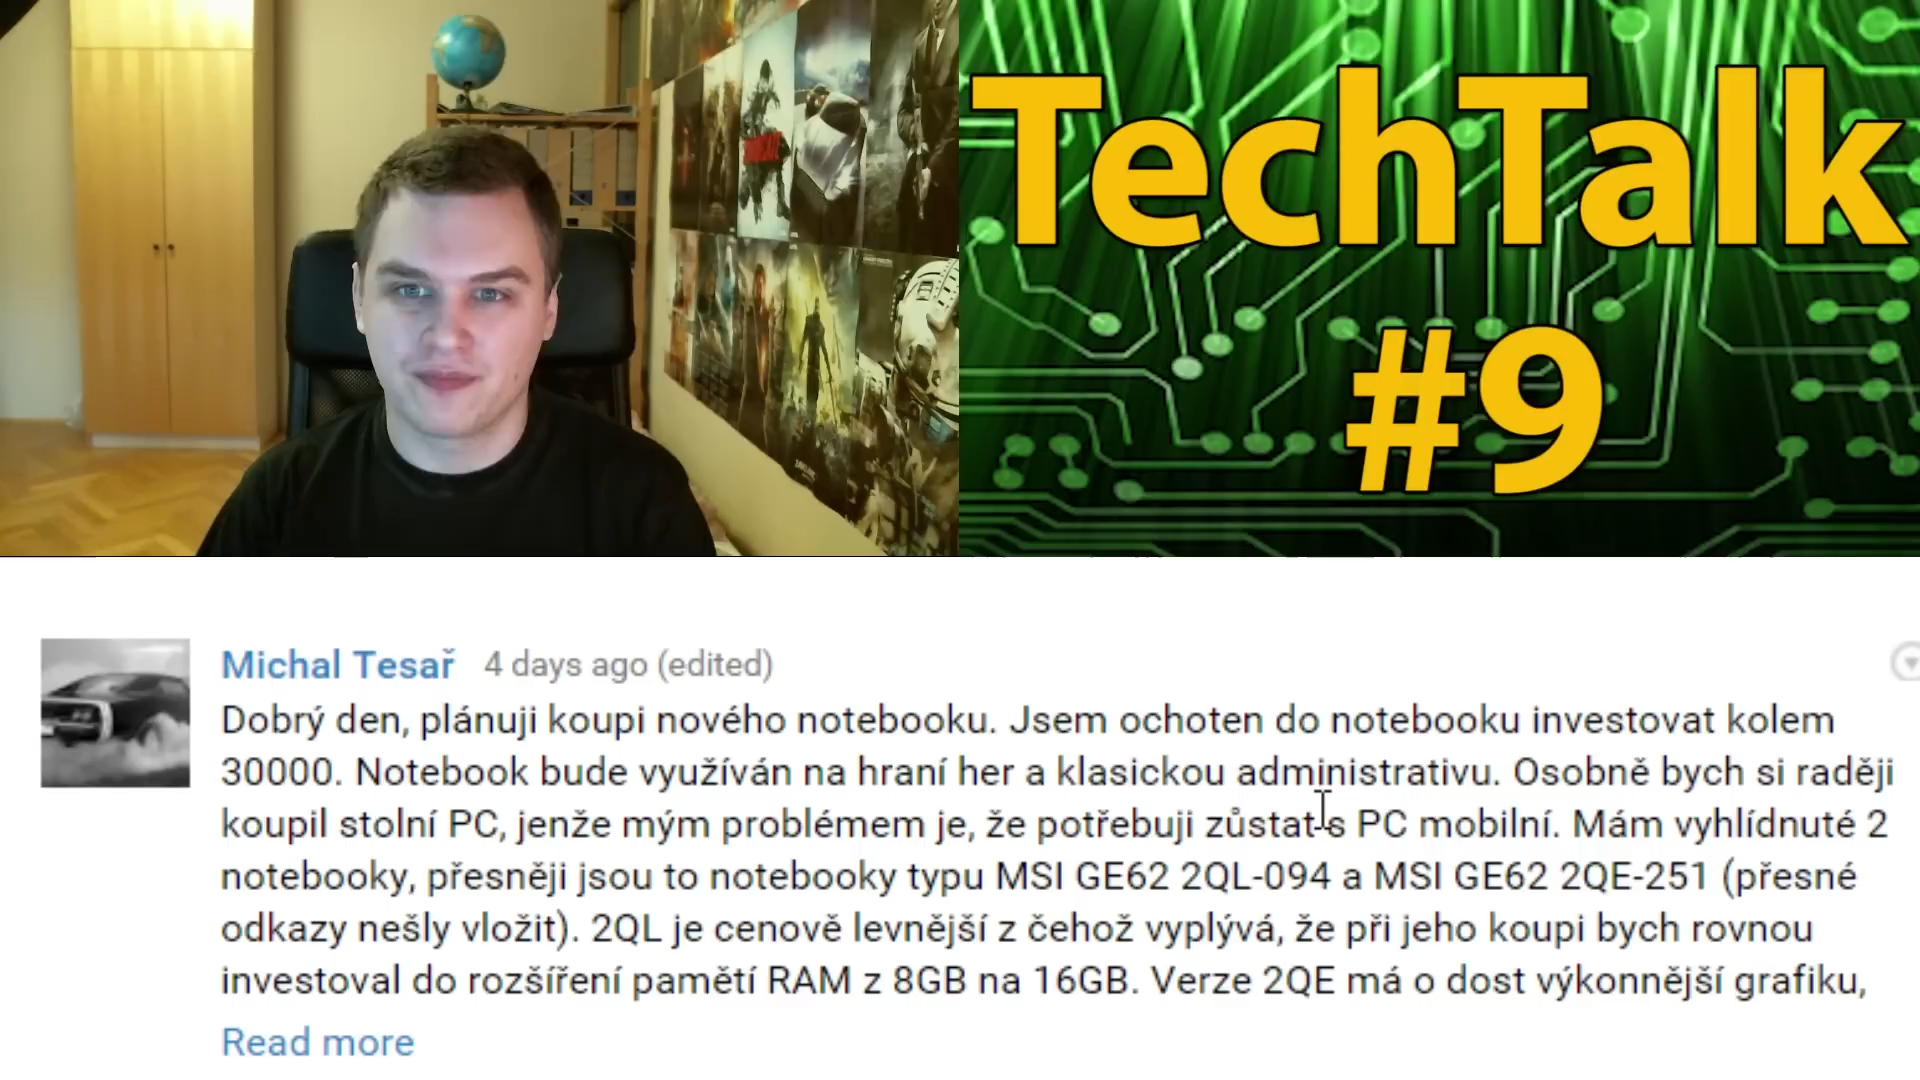 TechTalk
#9
SYNDICATE
Michal Tesař 4 days ago (edited)
Dobrý den, plánuji koupi nového notebooku. Jsem ochoten do notebooku investovat kolem
30000. Notebook bude využíván na hraní her a klasickou administrativu. Osobně bych si raději
koupil stolní PC, jenže mým problémem je, že potřebuji zůstat s PC mobilní. Mám vyhlídnuté 2
notebooky, přesněji jsou to notebooky typu MSI GE62 2QL-094 a MSI GE62 2QE-251 (přesné
odkazy nešly vložit). 2QL je cenově levnější z čehož vyplývá, že při jeho koupi bych rovnou
investoval do rozšíření pamětí RAM z 8GB na 16GB. Verze 2QE má o dost výkonnější grafiku,
Read more